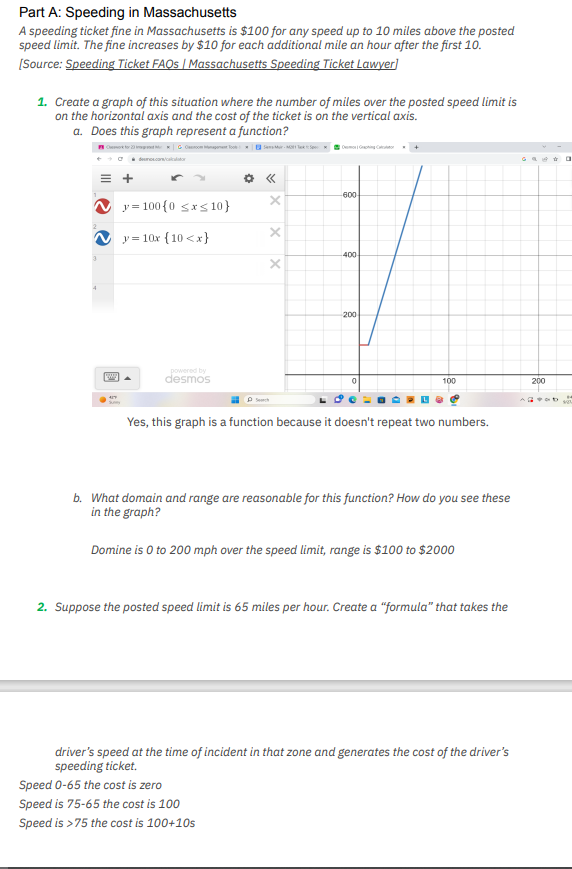 Part A: Speeding in Massachusetts
A speeding ticket fine in Massachusetts is $100 for any speed up to 10 miles above the posted
speed limit. The fine increases by $10 for each additional mile an hour after the first 10.
[Source: Speeding Ticket FAQs | Massachusetts Speeding Ticket Lawyer]
1. Create a graph of this situation where the number of miles over the posted speed limit is
on the horizontal axis and the cost of the ticket is on the vertical axis.
a. Does this graph represent a function?
Desmos | Graphing Calculator
desmos.com/calculator
1
y = 100{0 ≤x≤ 10}
2
y = 10x {10 <x}
3
4
powered by
desmos
600
400
200
0
100
200
Search
Yes, this graph is a function because it doesn't repeat two numbers.
b. What domain and range are reasonable for this function? How do you see these
in the graph?
Domine is 0 to 200 mph over the speed limit, range is $100 to $2000
2. Suppose the posted speed limit is 65 miles per hour. Create a “formula” that takes the
driver’s speed at the time of incident in that zone and generates the cost of the driver’s
speeding ticket.
Speed 0-65 the cost is zero
Speed is 75-65 the cost is 100
Speed is >75 the cost is 100+10s